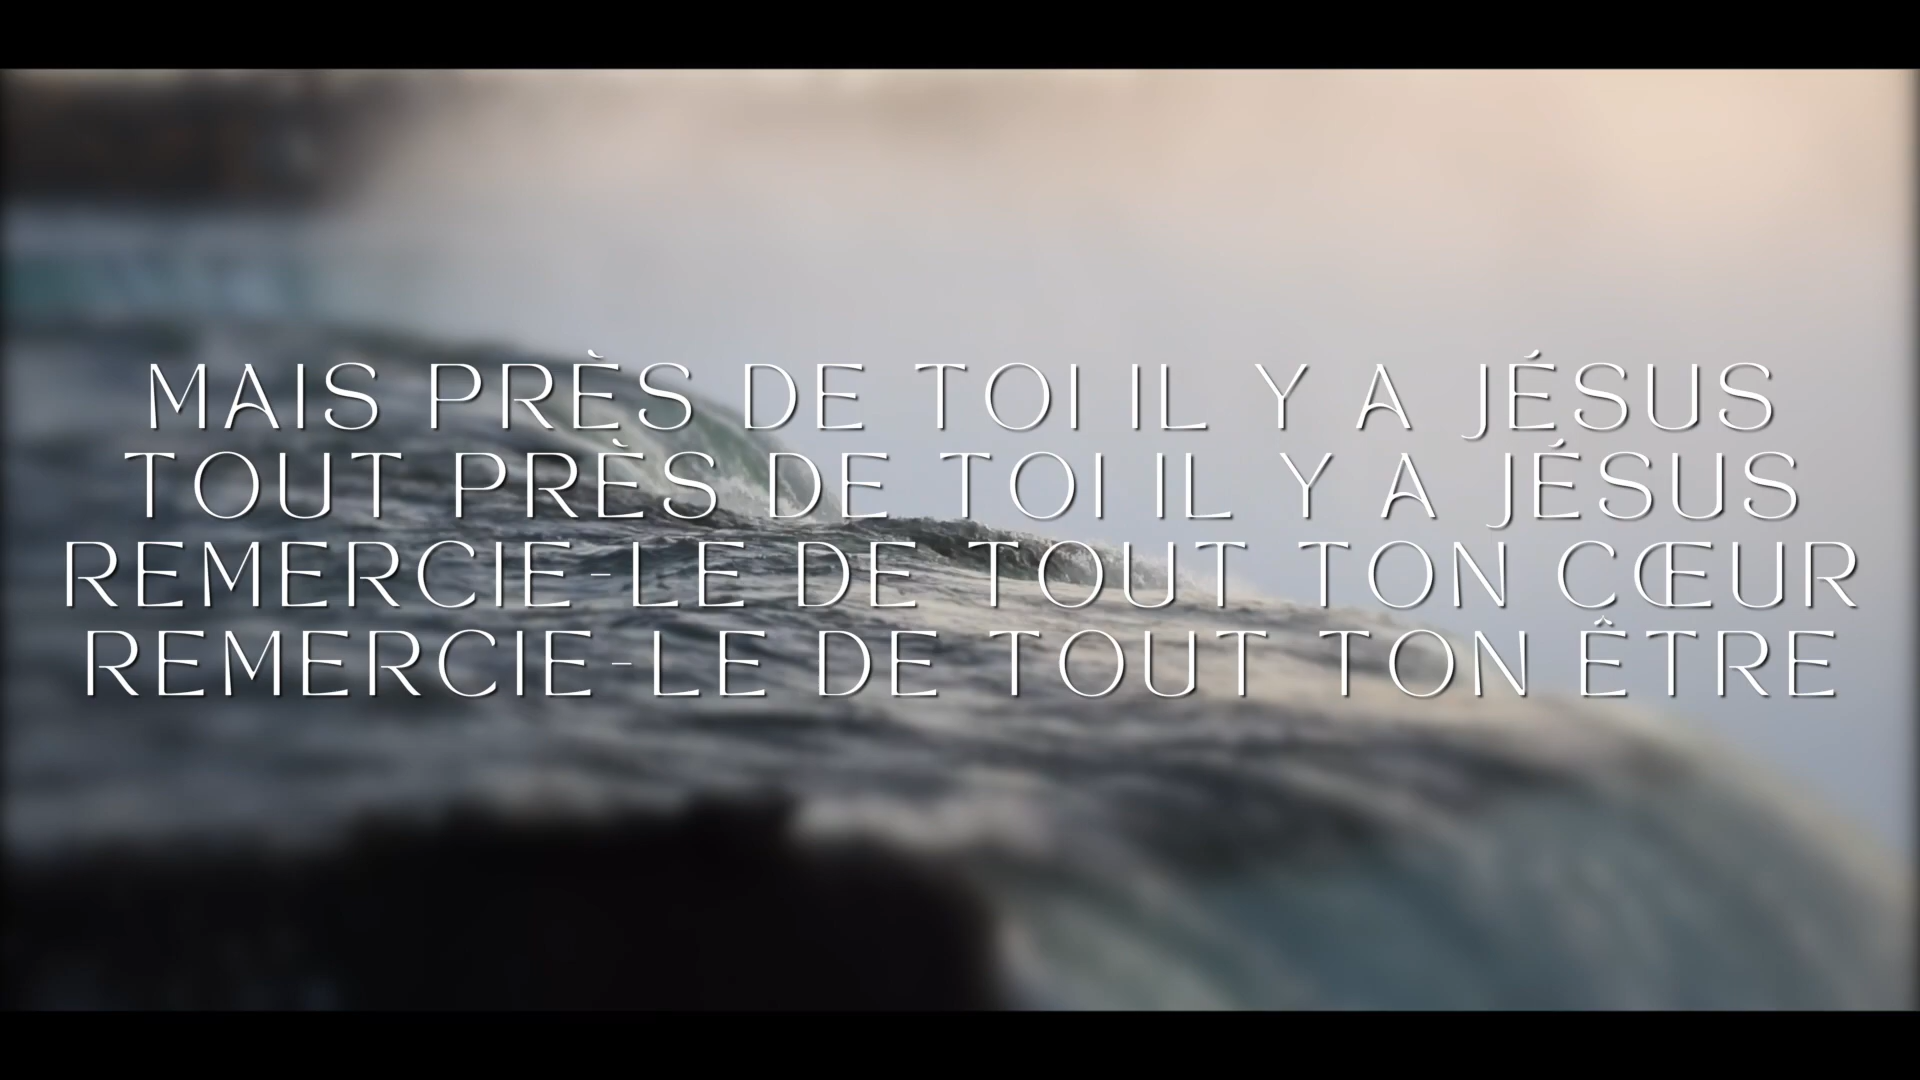 MAIS PRÈS DE TOI IL Y A JÉSUS
TOUT PRÈS DE TOI IL Y A JÉSUS
REMERCIE-LE DE TOUT TON CŒUR
REMERCIE-LE DE TOUT TON ÊTRE